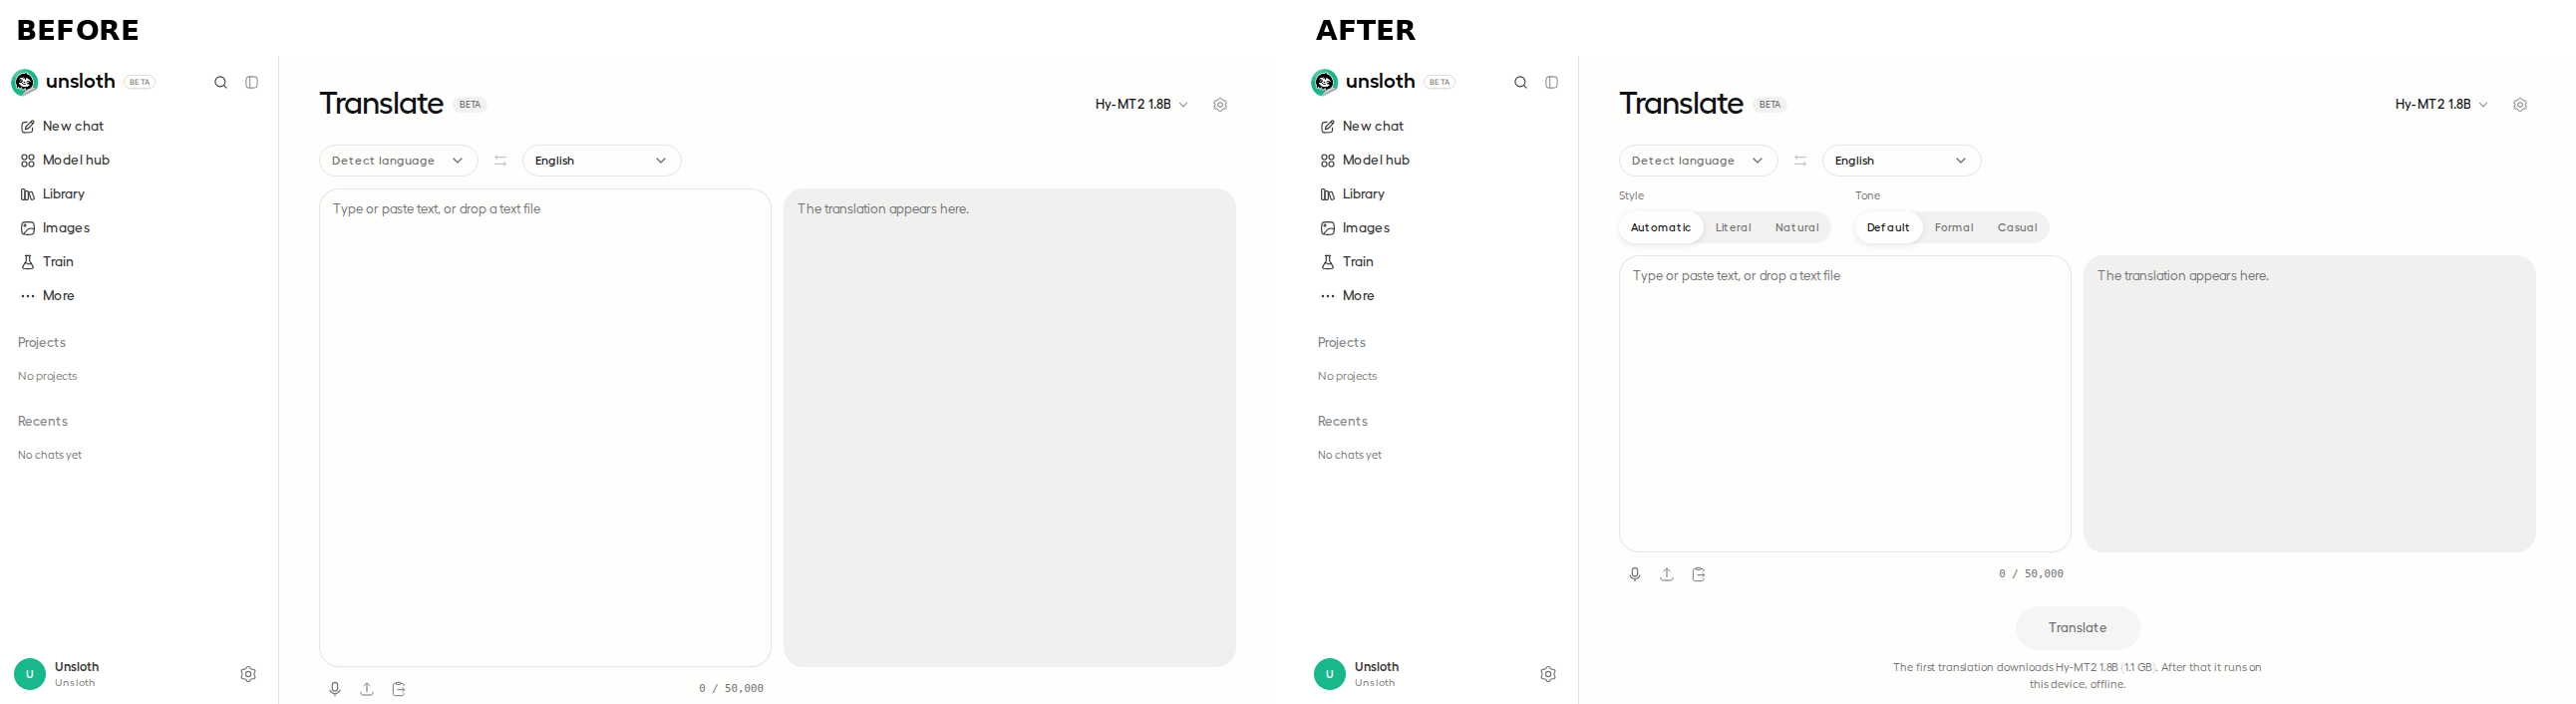 BEFORE
unsloth BETA
New chat
Model hub
Library
Images
Train
More
Projects
No projects
Recents
No chats yet
U
Unsloth
Unsloth
Translate BETA
Hy-MT2 1.8B
Detect language
English
Type or paste text, or drop a text file
The translation appears here.
0 / 50,000
AFTER
unsloth BETA
New chat
Model hub
Library
Images
Train
More
Projects
No projects
Recents
No chats yet
U
Unsloth
Unsloth
Translate BETA
Hy-MT2 1.8B
Detect language
English
Style
Tone
Automatic Literal Natural
Default Formal Casual
Type or paste text, or drop a text file
The translation appears here.
0 / 50,000
Translate
The first translation downloads Hy-MT2 1.8B (1.1 GB). After that it runs on
this device, offline.